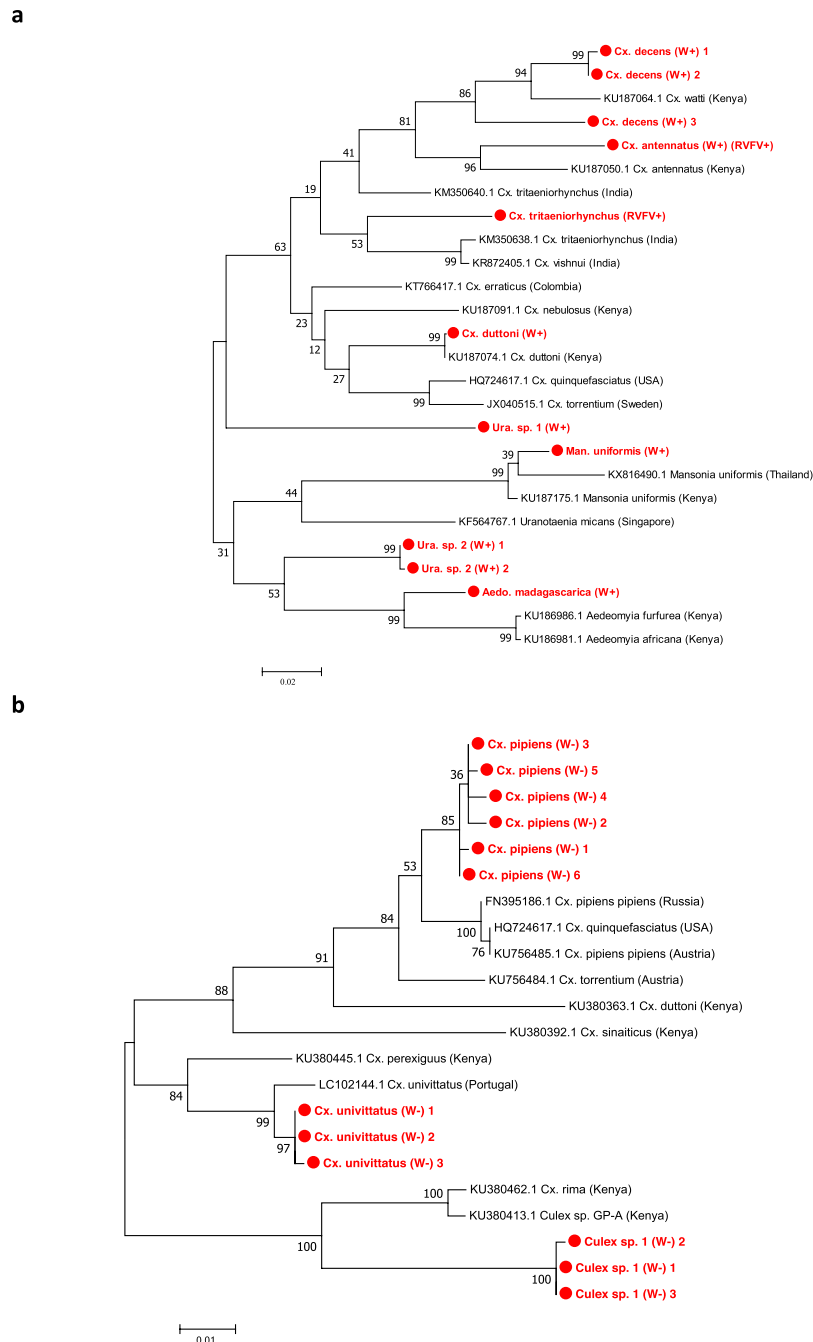 a
99
Cx. decens (W+) 1
94
Cx. decens (W+) 2
86
KU187064.1 Cx. watti (Kenya)
81
Cx. decens (W+) 3
Cx. antennatus (W+) (RVFV+)
41
96
KU187050.1 Cx. antennatus (Kenya)
19
KM350640.1 Cx. tritaeniorhynchus (India)
Cx. tritaeniorhynchus (RVFV+)
53
KM350638.1 Cx. tritaeniorhynchus (India)
63
99
KR872405.1 Cx. vishnui (India)
KT766417.1 Cx. erraticus (Colombia)
23
KU187091.1 Cx. nebulosus (Kenya)
12
99
Cx. duttoni (W+)
KU187074.1 Cx. duttoni (Kenya)
27
HQ724617.1 Cx. quinquefasciatus (USA)
99
JX040515.1 Cx. torrentium (Sweden)
Ura. sp. 1 (W+)
39
Man. uniformis (W+)
99
KX816490.1 Mansonia uniformis (Thailand)
44
KU187175.1 Mansonia uniformis (Kenya)
KF564767.1 Uranotaenia micans (Singapore)
31
99
Ura. sp. 2 (W+) 1
Ura. sp. 2 (W+) 2
53
Aedo. madagascarica (W+)
99
KU186986.1 Aedeomyia furfurea (Kenya)
99
KU186981.1 Aedeomyia africana (Kenya)
0.02
b
Cx. pipiens (W-) 3
36
Cx. pipiens (W-) 5
Cx. pipiens (W-) 4
85
Cx. pipiens (W-) 2
Cx. pipiens (W-) 1
53
Cx. pipiens (W-) 6
FN395186.1 Cx. pipiens pipiens (Russia)
84
100
HQ724617.1 Cx. quinquefasciatus (USA)
76
KU756485.1 Cx. pipiens pipiens (Austria)
91
KU756484.1 Cx. torrentium (Austria)
88
KU380363.1 Cx. duttoni (Kenya)
KU380392.1 Cx. sinaiticus (Kenya)
KU380445.1 Cx. perexiguus (Kenya)
84
LC102144.1 Cx. univittatus (Portugal)
99
Cx. univittatus (W-) 1
97
Cx. univittatus (W-) 2
Cx. univittatus (W-) 3
100
KU380462.1 Cx. rima (Kenya)
KU380413.1 Culex sp. GP-A (Kenya)
100
Culex sp. 1 (W-) 2
100
Culex sp. 1 (W-) 1
Culex sp. 1 (W-) 3
0.01